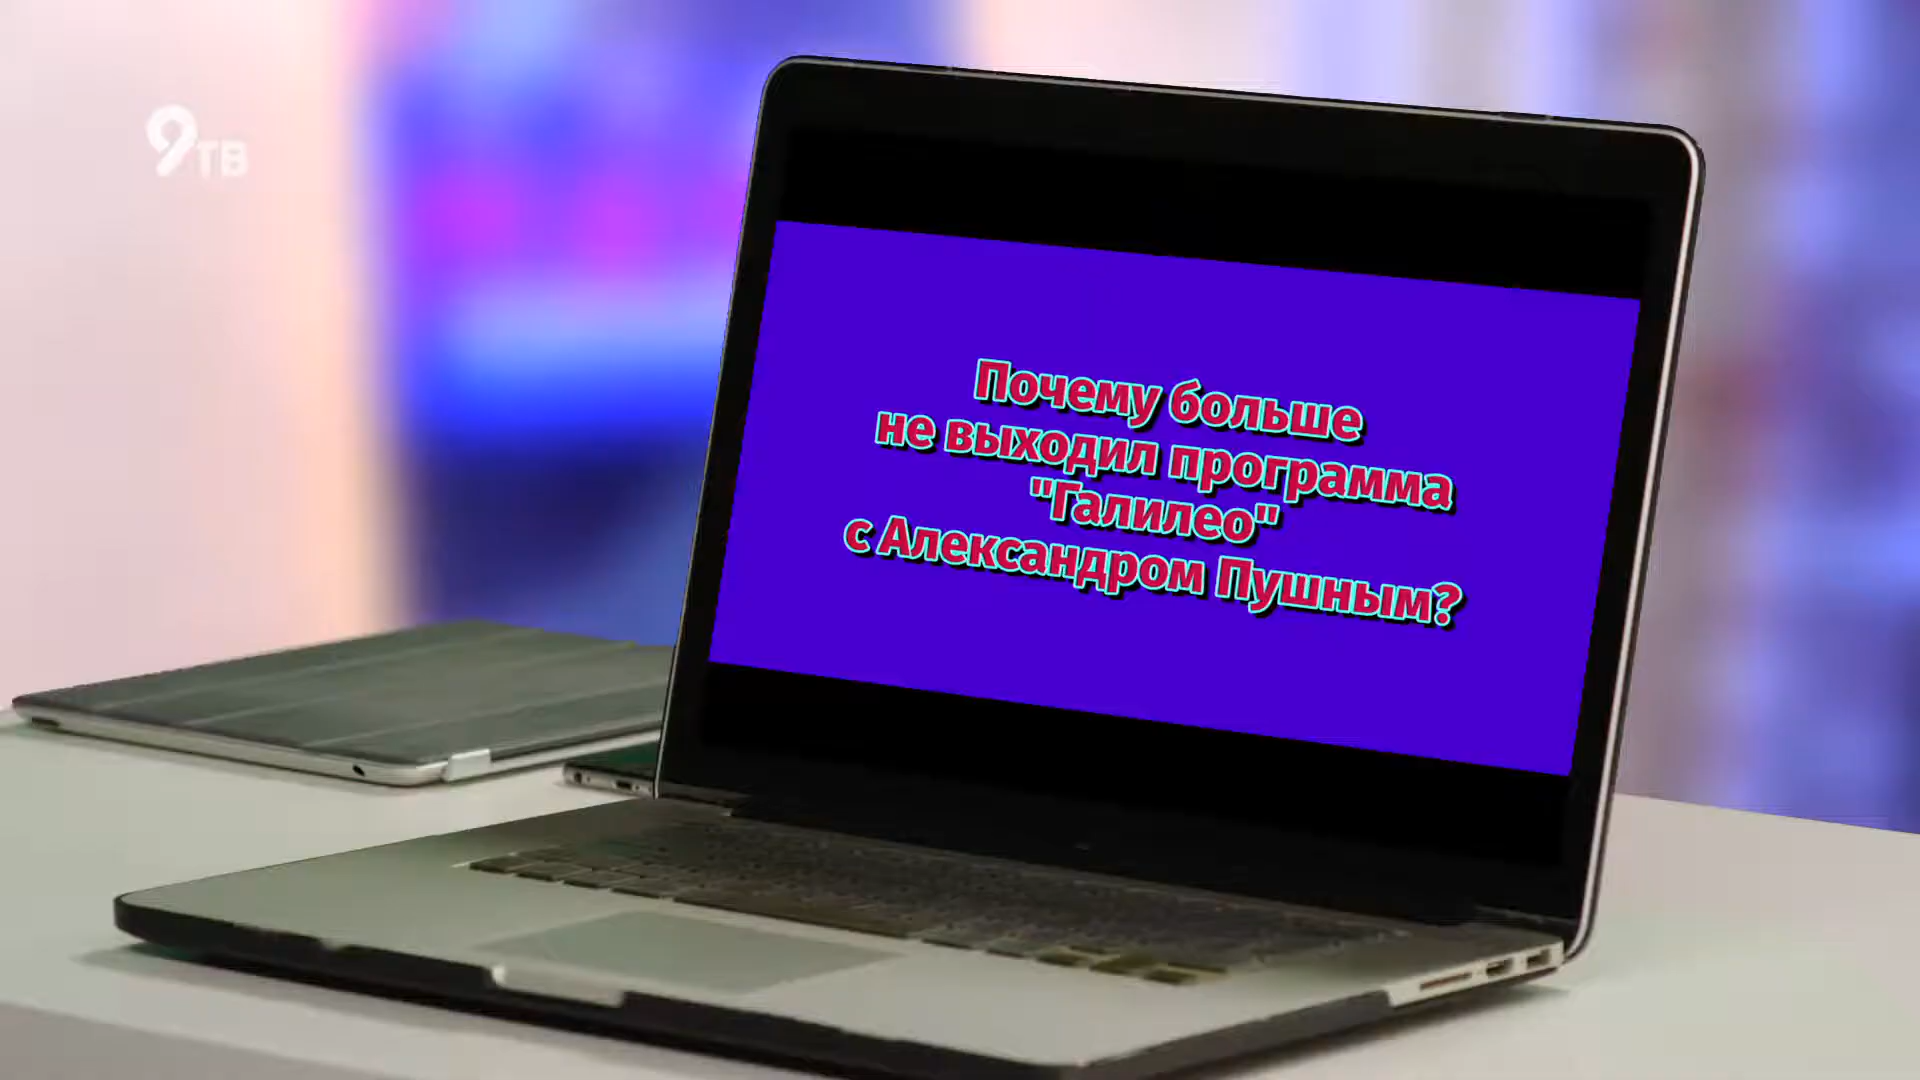 9ТВ
Почему больше
не выходил программа
"Галилео"
с Александром Пушным?